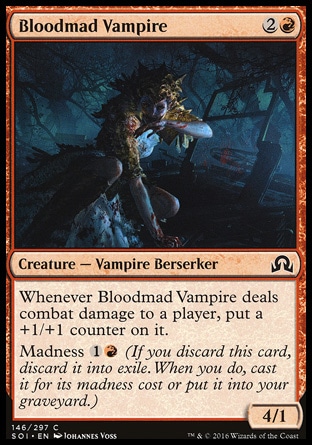 Bloodmad Vampire 2
Creature — Vampire Berserker
Whenever Bloodmad Vampire deals
combat damage to a player, put a
+1/+1 counter on it.
Madness 1 (If you discard this card,
discard it into exile. When you do, cast
it for its madness cost or put it into your
graveyard.)
4/1
146/297 C
SOI • EN Johannes Voss
™ & © 2016 Wizards of the Coast